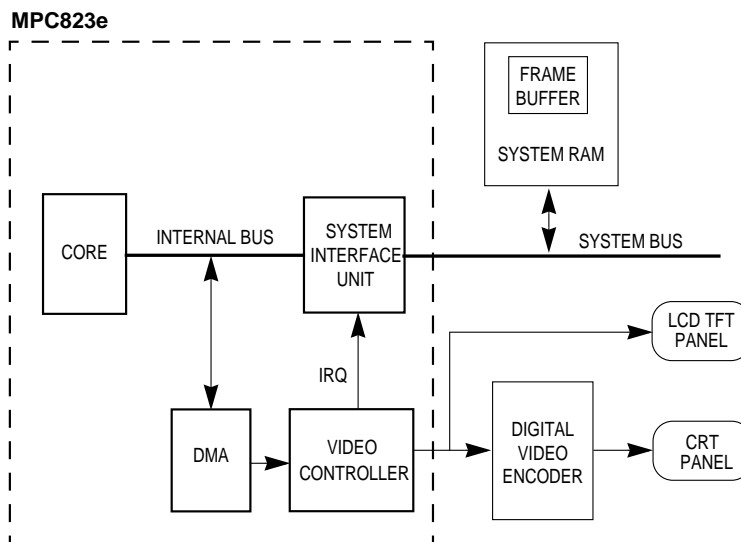 MPC823e
FRAME
BUFFER
SYSTEM RAM
CORE
INTERNAL BUS
SYSTEM
INTERFACE
UNIT
SYSTEM BUS
LCD TFT
PANEL
IRQ
DMA
VIDEO
CONTROLLER
DIGITAL
VIDEO
ENCODER
CRT
PANEL